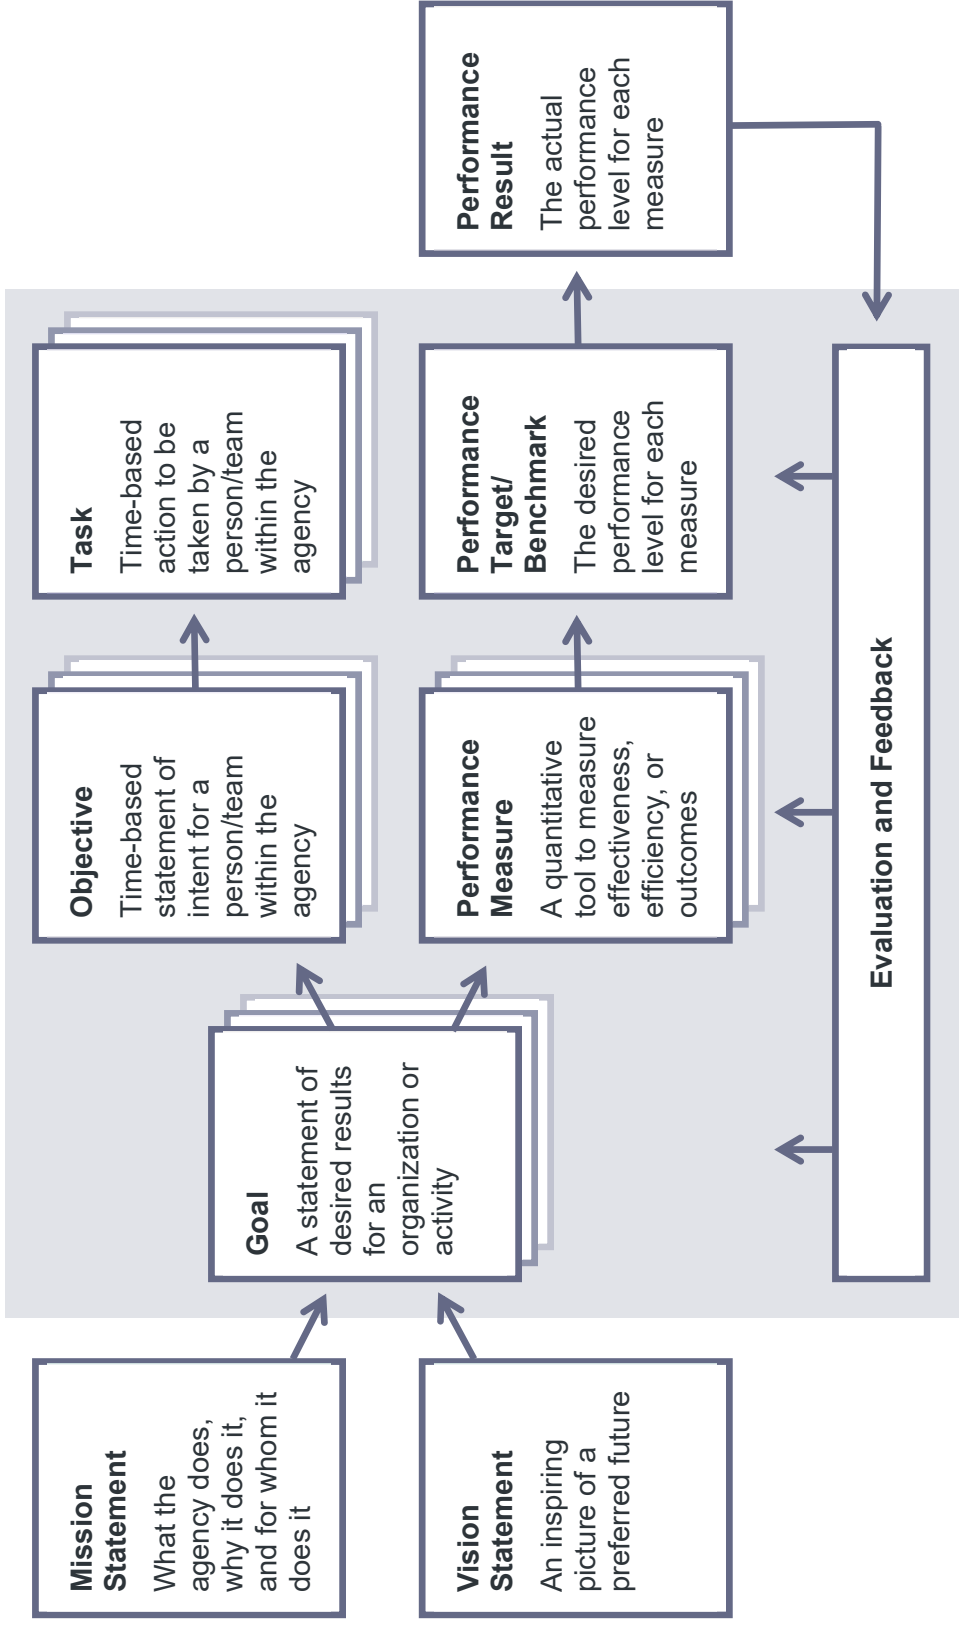 Mission
Statement
What the
agency does,
why it does it,
and for whom it
does it
Vision
Statement
An inspiring
picture of a
preferred future
Goal
A statement of
desired results
for an
organization or
activity
Objective
Time-based
statement of
intent for a
person/team
within the
agency
Task
Time-based
action to be
taken by a
person/team
within the
agency
Performance
Measure
A quantitative
tool to measure
effectiveness,
efficiency, or
outcomes
Performance
Target/
Benchmark
The desired
performance
level for each
measure
Performance
Result
The actual
performance
level for each
measure
Evaluation and Feedback